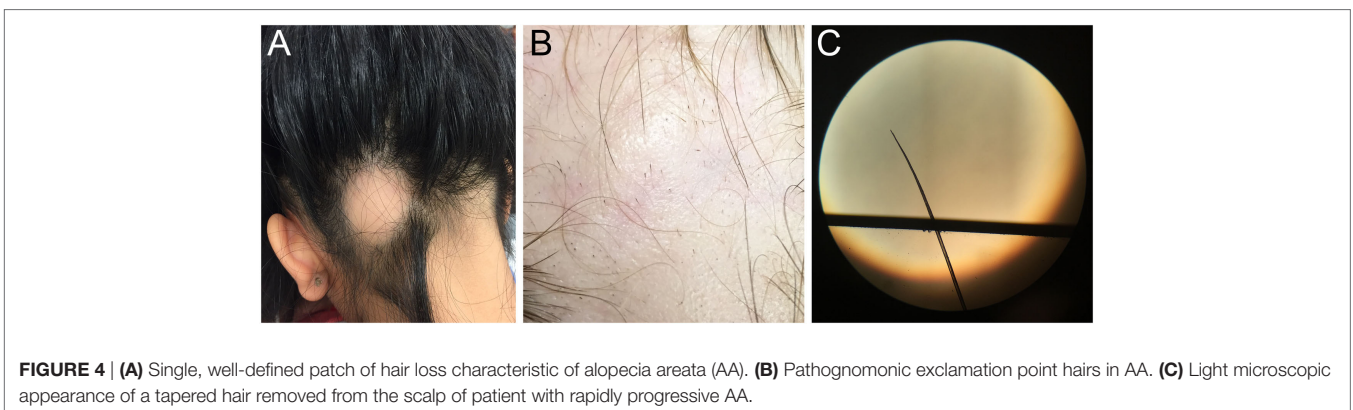 A
B
C
FIGURE 4 | (A) Single, well-defined patch of hair loss characteristic of alopecia areata (AA). (B) Pathognomonic exclamation point hairs in AA. (C) Light microscopic
appearance of a tapered hair removed from the scalp of patient with rapidly progressive AA.